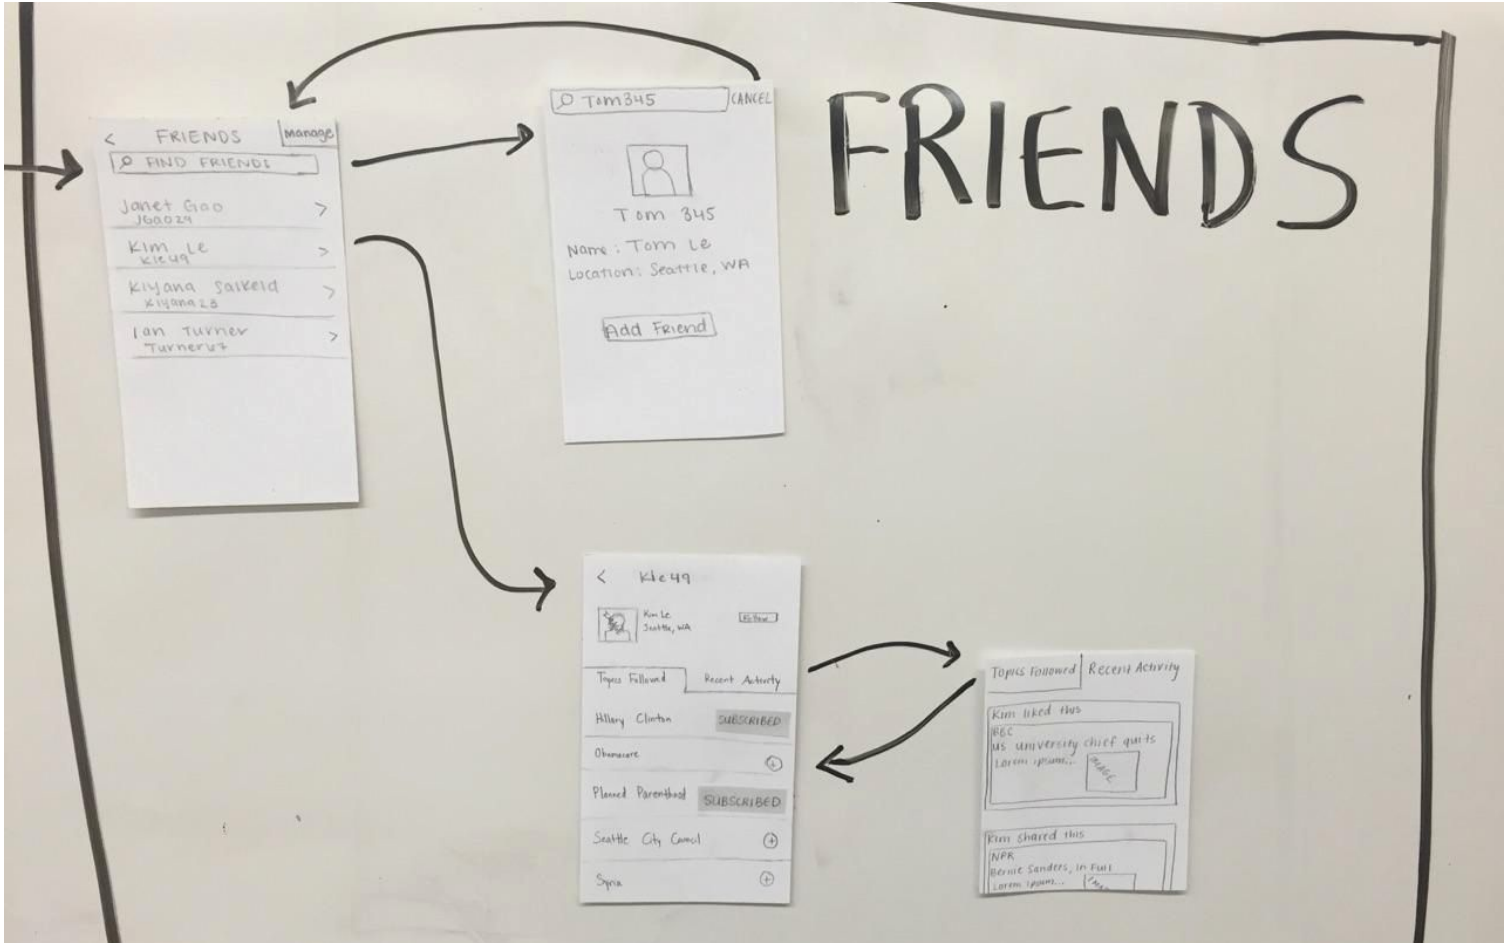 FRIENDS
< FRIENDS Manage
FIND FRIENDS
Janet Gao >
JGao24
Kim Le >
Kle49
Kiyana Salkeld >
Kiyana23
Ian Turner >
Turner47
Tom345 CANCEL
Tom 345
Name: Tom Le
Location: Seattle, WA
Add Friend
< Kle49
Kim Le
Seattle, WA
Topics Followed Recent Activity
Hillary Clinton SUBSCRIBED
Obamacare +
Planned Parenthood SUBSCRIBED
Seattle City Council +
Syria +
Topics Followed Recent Activity
Kim liked this
BBC
US university chief quits
Lorem ipsum...
IMAGE
Kim shared this
NPR
Bernie Sanders, in Full
Lorem ipsum...